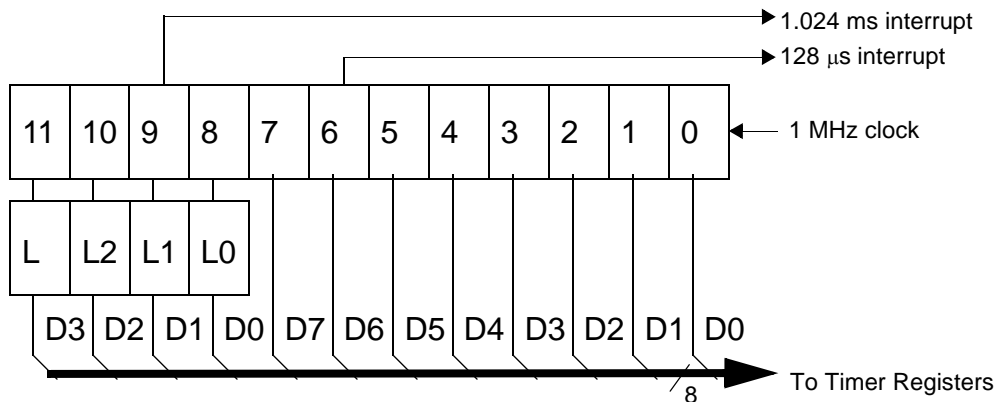 1.024 ms interrupt
128 μs interrupt
11 10 9 8 7 6 5 4 3 2 1 0
1 MHz clock
L L2 L1 L0
D3 D2 D1 D0 D7 D6 D5 D4 D3 D2 D1 D0
8
To Timer Registers